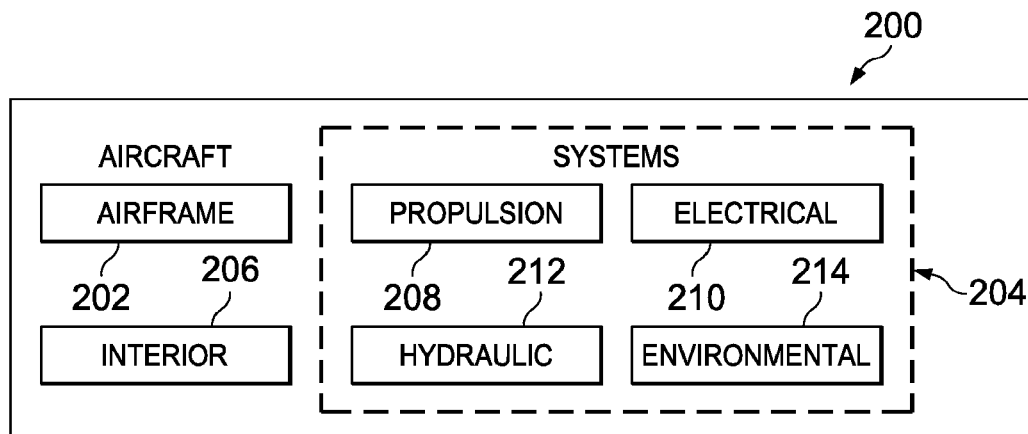 200
AIRCRAFT SYSTEMS
AIRFRAME PROPULSION ELECTRICAL
202 206 208 212 210 214 204
INTERIOR HYDRAULIC ENVIRONMENTAL